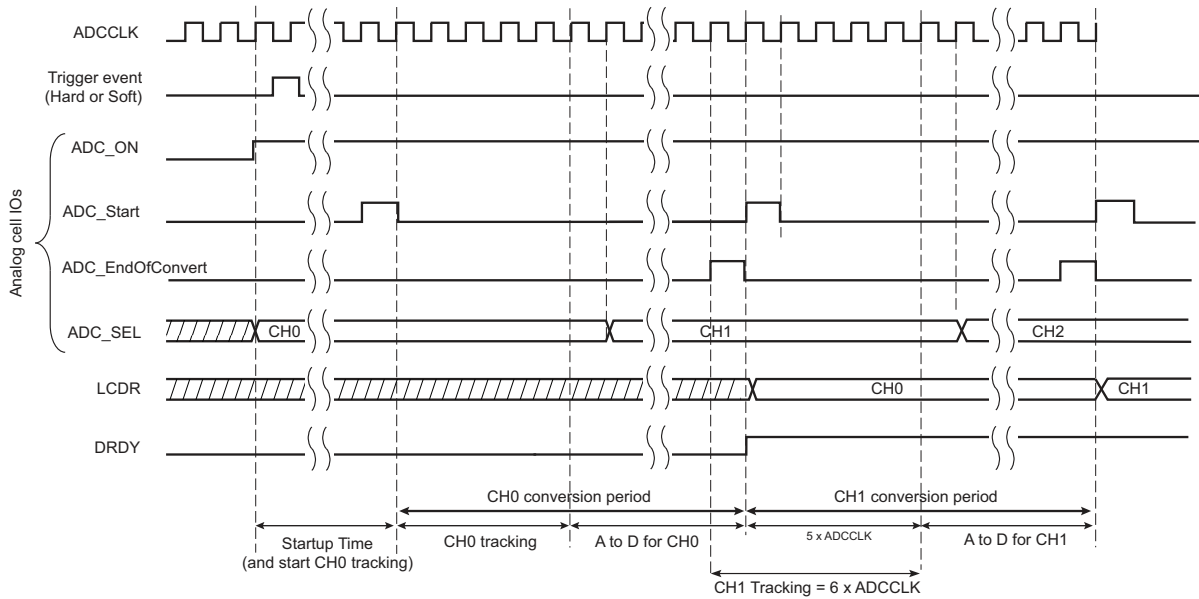 ADCCLK
Trigger event
(Hard or Soft)
Analog cell IOs
ADC_ON
ADC_Start
ADC_EndOfConvert
ADC_SEL
CH0
CH1
CH2
LCDR
CH0
CH1
DRDY
CH0 conversion period
CH1 conversion period
Startup Time
(and start CH0 tracking)
CH0 tracking
A to D for CH0
5 x ADCCLK
A to D for CH1
CH1 Tracking = 6 x ADCCLK